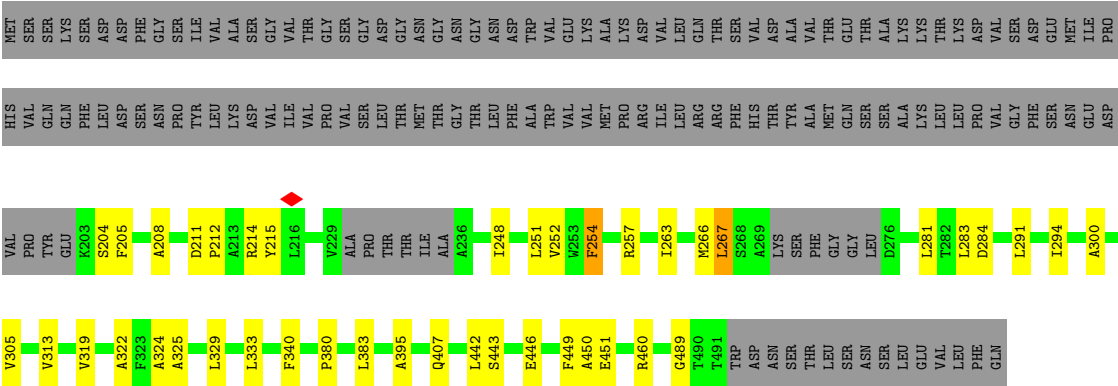 MET SER SER LYS SER ASP ASP PHE GLY SER ILE VAL ALA SER GLY VAL THR GLY SER GLY ASP GLY ASN GLY ASN GLY ASN ASP TRP VAL GLU LYS ALA LYS ASP VAL LEU GLN THR SER VAL ASP ALA VAL THR GLU THR ALA LYS LYS THR LYS ASP VAL SER ASP GLU MET ILE PRO
HIS VAL GLN GLN PHE LEU ASP SER ASN PRO TYR LEU LYS ASP VAL ILE VAL PRO VAL SER LEU THR MET THR GLY THR LEU PHE ALA TRP VAL VAL MET PRO ARG ILE LEU ARG ARG PHE HIS THR TYR ALA MET GLN SER SER ALA LYS LEU LEU PRO VAL GLY PHE SER ASN GLU ASP
VAL PRO TYR GLU K203 S204 F205 A208 D211 P212 A213 R214 Y215 L216 V229 ALA PRO THR THR ILE ALA A236 I248 L251 V252 W253 F254 R257 I263 M266 L267 S268 A269 LYS SER PHE GLY GLY LEU D276 L281 T282 L283 D284 L291 I294 A300
V305 V313 V319 A322 F323 A324 A325 L329 L333 F340 P380 L383 A395 Q407 L442 S443 E446 F449 A450 E451 R460 G489 T490 T491 TRP ASP ASN SER THR LEU SER ASN SER LEU GLU VAL LEU PHE GLN